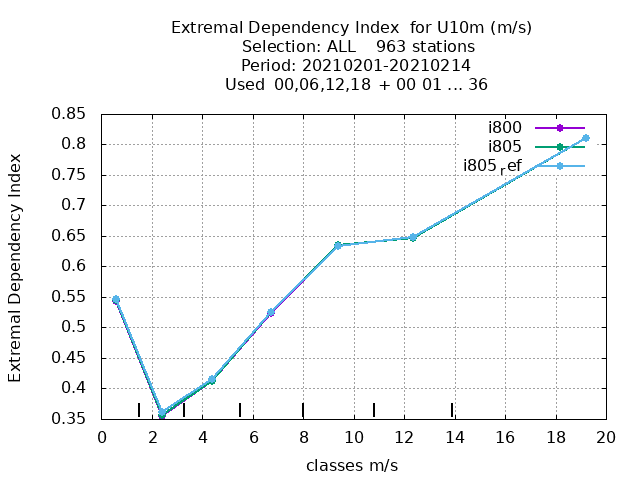 Extremal Dependency Index  for U10m (m/s)
Selection: ALL    963 stations
Period: 20210201-20210214
Used  00,06,12,18 + 00 01 ... 36
Extremal Dependency Index
0.85
0.8
0.75
0.7
0.65
0.6
0.55
0.5
0.45
0.4
0.35
i800
i805
i805ref
0 2 4 6 8 10 12 14 16 18 20
classes m/s